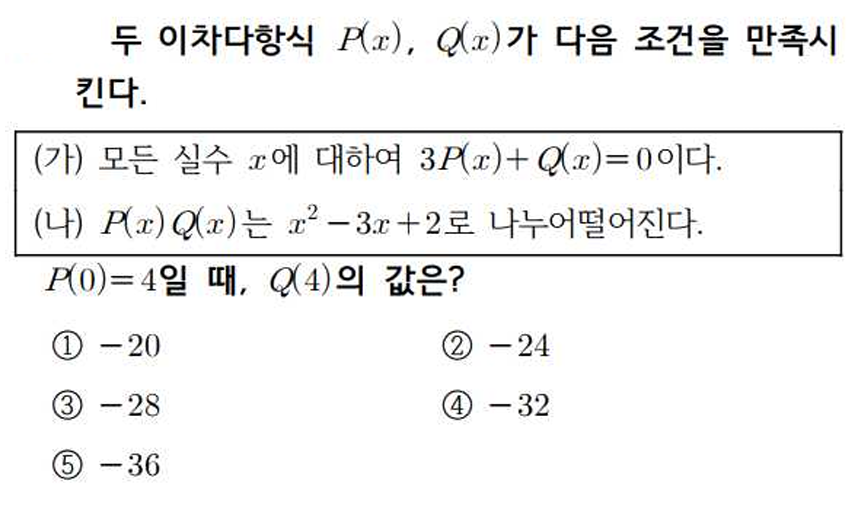 두 이차다항식 P(x), Q(x)가 다음 조건을 만족시
킨다.
(가) 모든 실수 x에 대하여 3P(x)+Q(x)=0이다.
(나) P(x)Q(x)는 x²-3x+2로 나누어떨어진다.
P(0)=4일 때, Q(4)의 값은?
① -20 ② -24
③ -28 ④ -32
⑤ -36